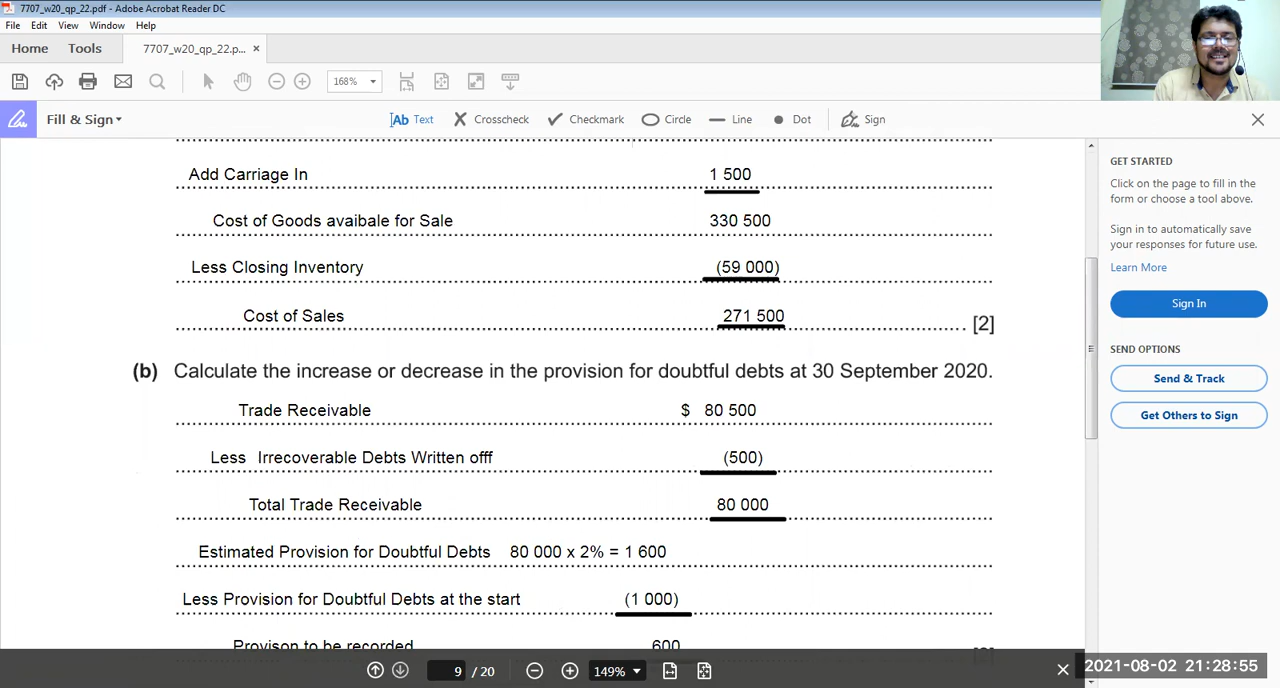 7707_w20_qp_22.pdf - Adobe Acrobat Reader DC
File Edit View Window Help
Home Tools 7707_w20_qp_22.p... ×
168%
Fill & Sign
Ab Text Crosscheck Checkmark Circle Line Dot Sign
Add Carriage In 1 500
Cost of Goods avaibale for Sale 330 500
Less Closing Inventory (59 000)
Cost of Sales 271 500 [2]
(b) Calculate the increase or decrease in the provision for doubtful debts at 30 September 2020.
Trade Receivable $ 80 500
Less Irrecoverable Debts Written offf (500)
Total Trade Receivable 80 000
Estimated Provision for Doubtful Debts 80 000 x 2% = 1 600
Less Provision for Doubtful Debts at the start (1 000)
Provison to be recorded 600
GET STARTED
Click on the page to fill in the
form or choose a tool above.
Sign in to automatically save
your responses for future use.
Learn More
Sign In
SEND OPTIONS
Send & Track
Get Others to Sign
9 / 20 149%
2021-08-02 21:28:55